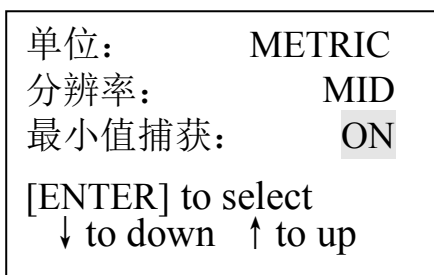 单位： METRIC
分辨率： MID
最小值捕获： ON
[ENTER] to select
↓ to down ↑ to up